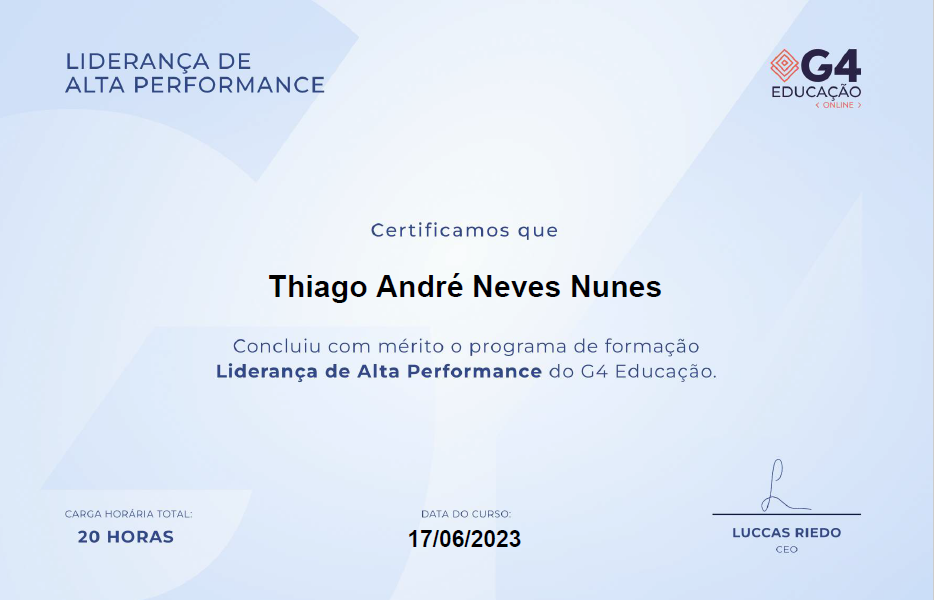 LIDERANÇA DE
ALTA PERFORMANCE
G4
EDUCAÇÃO
< ONLINE >
Certificamos que
Thiago André Neves Nunes
Concluiu com mérito o programa de formação
Liderança de Alta Performance do G4 Educação.
CARGA HORÁRIA TOTAL:
20 HORAS
DATA DO CURSO:
17/06/2023
LUCCAS RIEDO
CEO